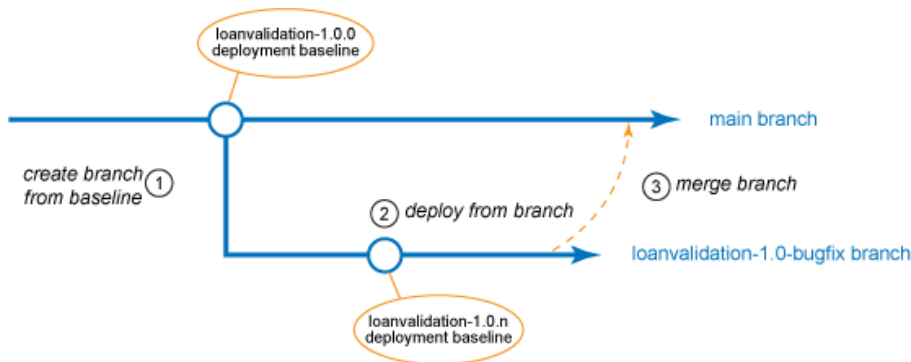 loanvalidation-1.0.0
deployment baseline
main branch
create branch
from baseline
1
3 merge branch
2 deploy from branch
loanvalidation-1.0-bugfix branch
loanvalidation-1.0.n
deployment baseline